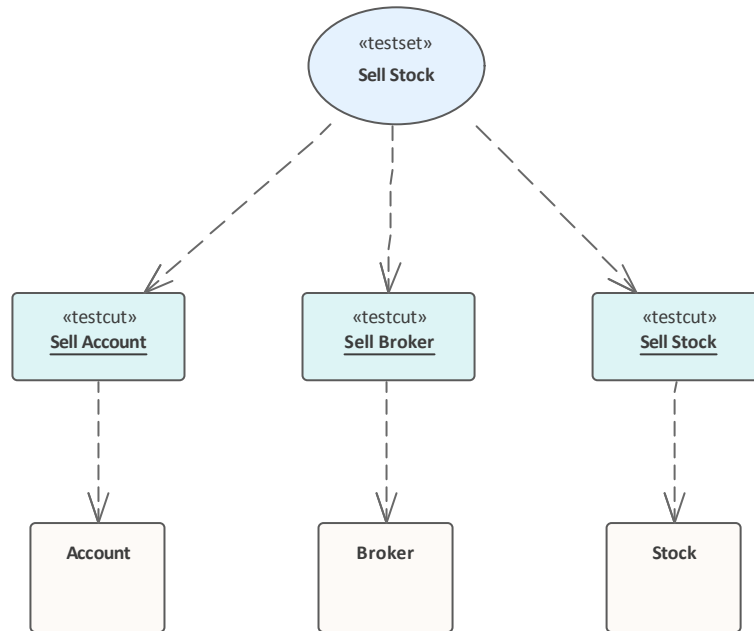 «testset»
Sell Stock
«testcut»
Sell Account
«testcut»
Sell Broker
«testcut»
Sell Stock
Account
Broker
Stock